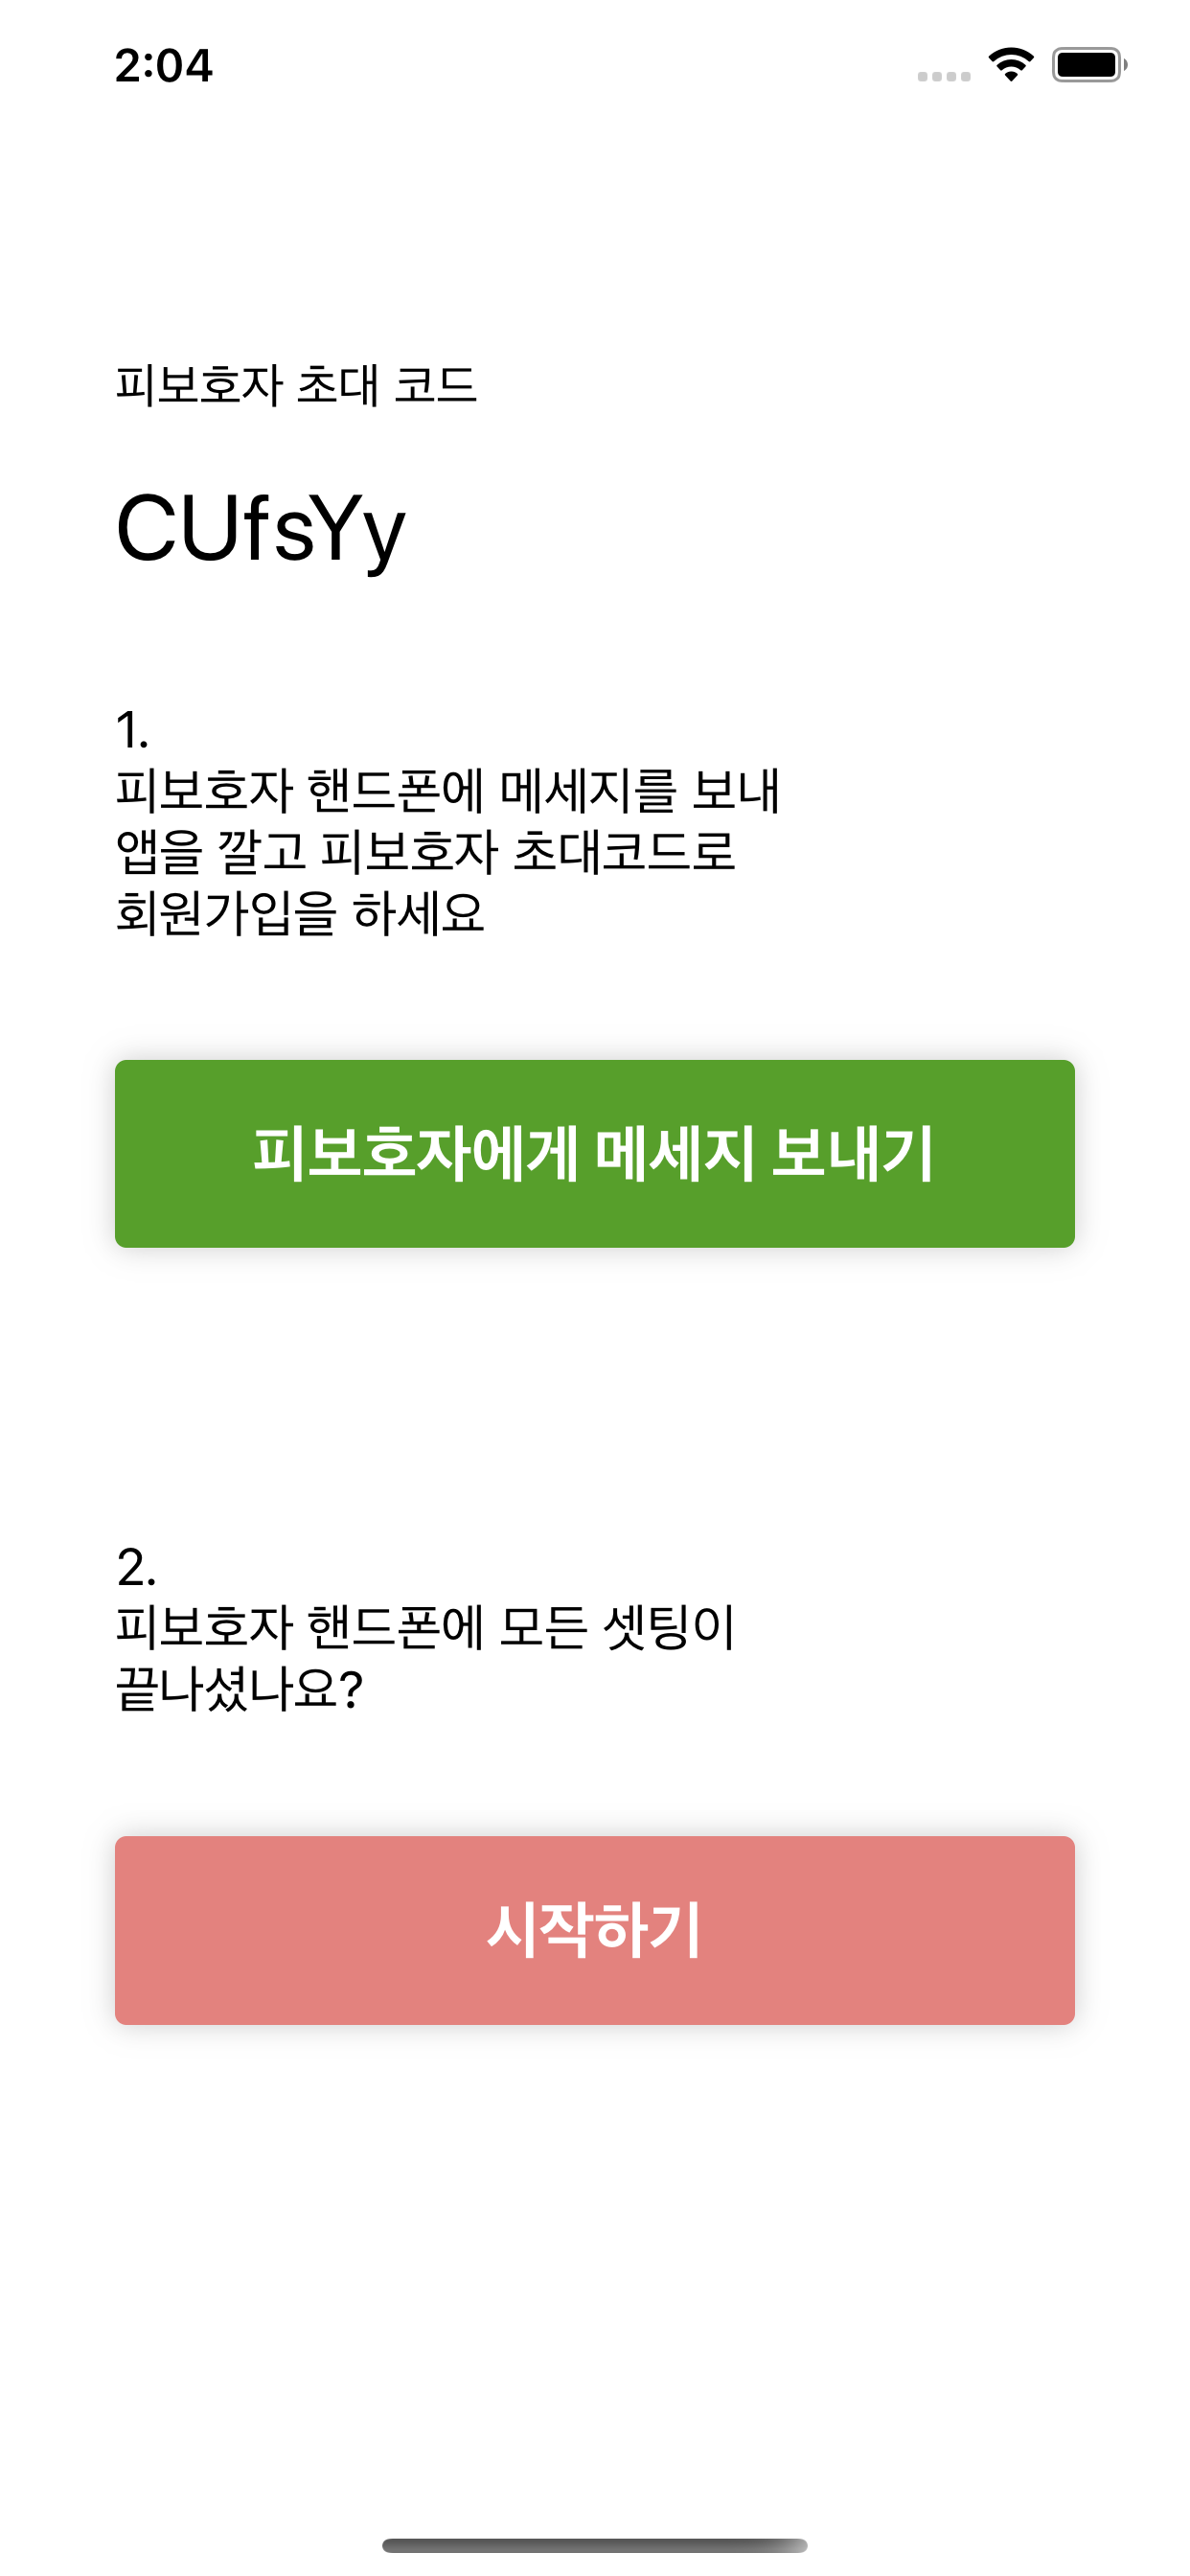 2:04
피보호자 초대 코드
CUfsYy
1.
피보호자 핸드폰에 메세지를 보내
앱을 깔고 피보호자 초대코드로
회원가입을 하세요
피보호자에게 메세지 보내기
2.
피보호자 핸드폰에 모든 셋팅이
끝나셨나요?
시작하기